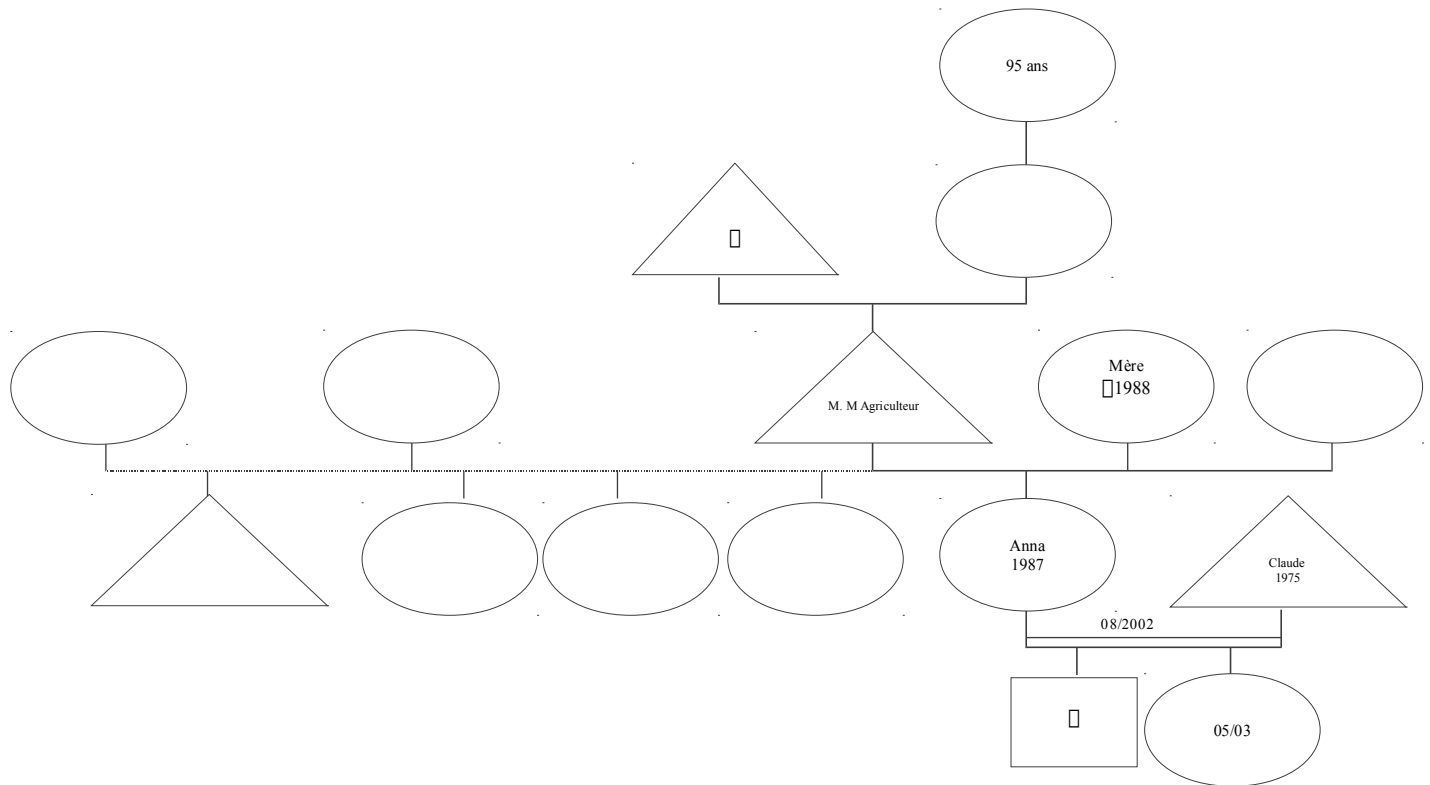 95 ans
Mère
1988
M. M Agriculteur
Anna
1987
Claude
1975
08/2002
05/03